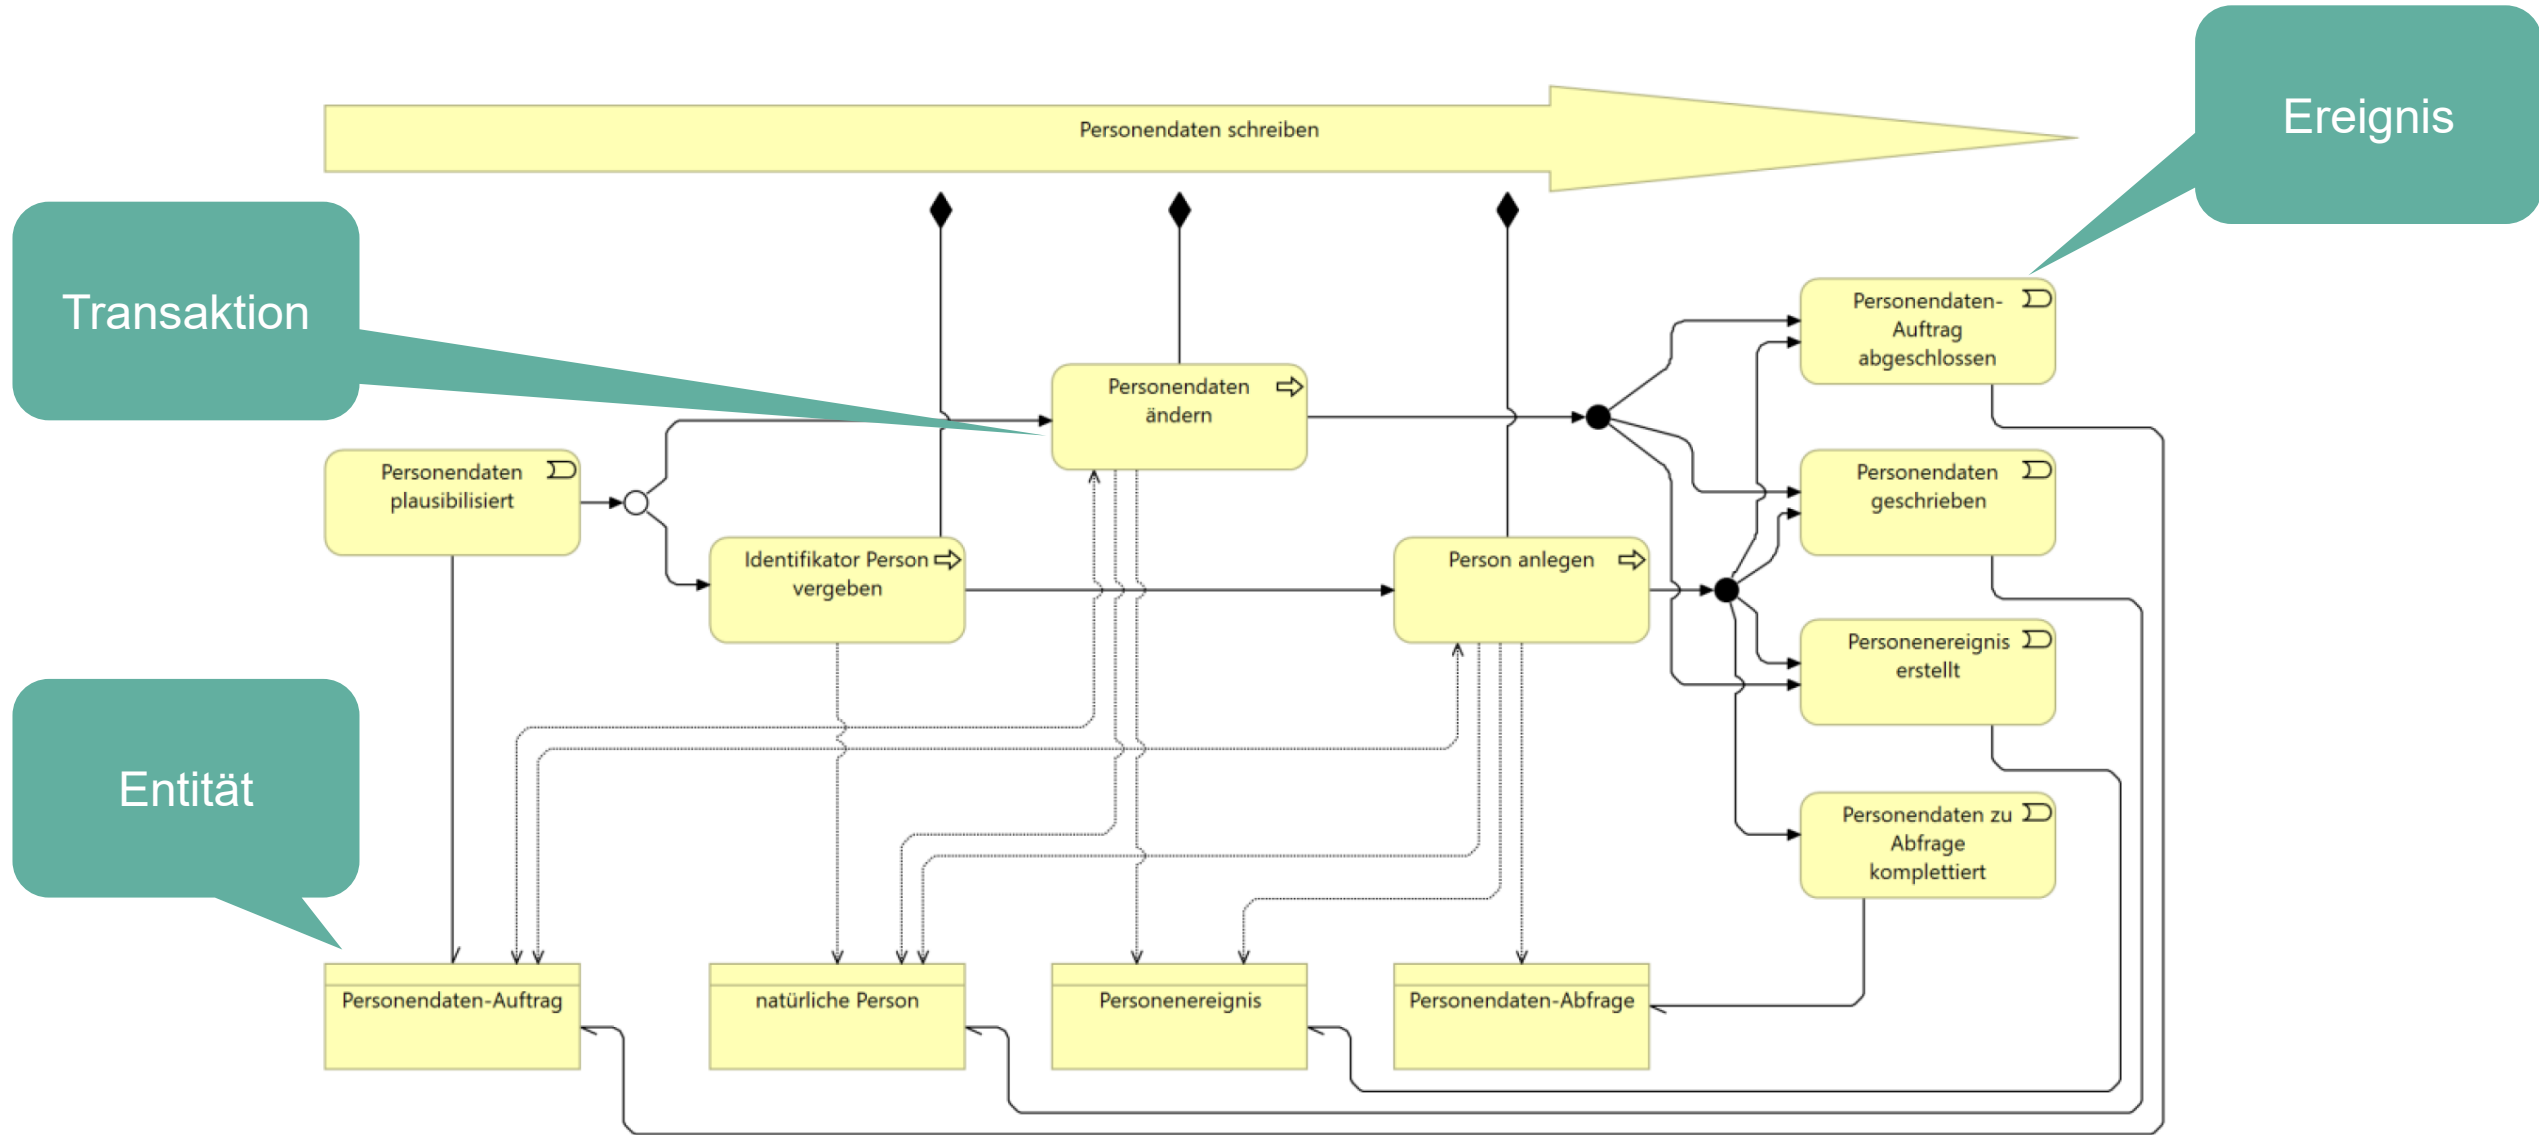 Ereignis
Personendaten schreiben
Transaktion
Personendaten-
Auftrag
abgeschlossen
Personendaten
ändern
Personendaten
plausibilisiert
Personendaten
geschrieben
Identifikator Person
vergeben
Person anlegen
Personenereignis
erstellt
Entität
Personendaten zu
Abfrage
komplettiert
Personendaten-Auftrag
natürliche Person
Personenereignis
Personendaten-Abfrage